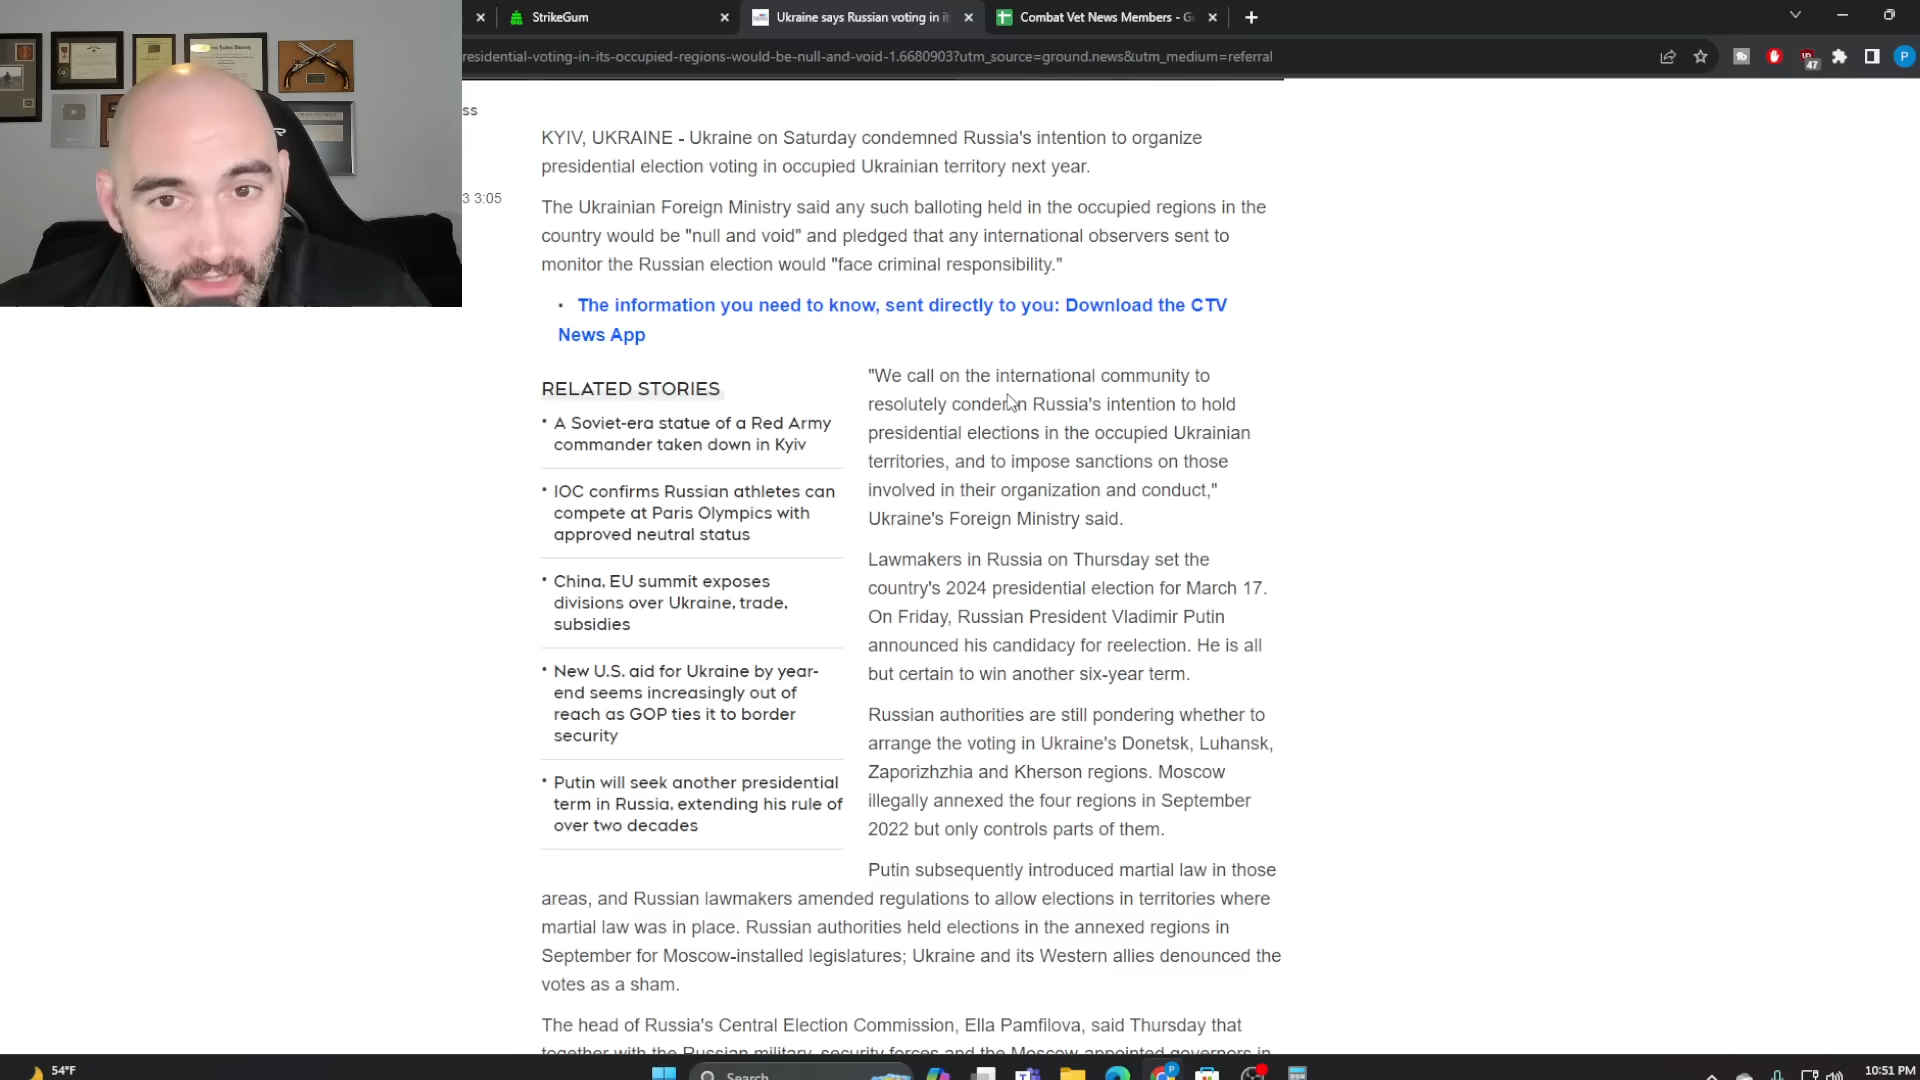 StrikeGum
Ukraine says Russian voting in it
Combat Vet News Members - G
residential-voting-in-its-occupied-regions-would-be-null-and-void-1.6680903?utm_source=ground.news&utm_medium=referral
47
P
ss
3 3:05
KYIV, UKRAINE - Ukraine on Saturday condemned Russia's intention to organize
presidential election voting in occupied Ukrainian territory next year.
The Ukrainian Foreign Ministry said any such balloting held in the occupied regions in the
country would be "null and void" and pledged that any international observers sent to
monitor the Russian election would "face criminal responsibility."
• The information you need to know, sent directly to you: Download the CTV
News App
RELATED STORIES
• A Soviet-era statue of a Red Army
commander taken down in Kyiv
• IOC confirms Russian athletes can
compete at Paris Olympics with
approved neutral status
• China, EU summit exposes
divisions over Ukraine, trade,
subsidies
• New U.S. aid for Ukraine by year-
end seems increasingly out of
reach as GOP ties it to border
security
• Putin will seek another presidential
term in Russia, extending his rule of
over two decades
"We call on the international community to
resolutely condemn Russia's intention to hold
presidential elections in the occupied Ukrainian
territories, and to impose sanctions on those
involved in their organization and conduct,"
Ukraine's Foreign Ministry said.
Lawmakers in Russia on Thursday set the
country's 2024 presidential election for March 17.
On Friday, Russian President Vladimir Putin
announced his candidacy for reelection. He is all
but certain to win another six-year term.
Russian authorities are still pondering whether to
arrange the voting in Ukraine's Donetsk, Luhansk,
Zaporizhzhia and Kherson regions. Moscow
illegally annexed the four regions in September
2022 but only controls parts of them.
Putin subsequently introduced martial law in those
areas, and Russian lawmakers amended regulations to allow elections in territories where
martial law was in place. Russian authorities held elections in the annexed regions in
September for Moscow-installed legislatures; Ukraine and its Western allies denounced the
votes as a sham.
The head of Russia's Central Election Commission, Ella Pamfilova, said Thursday that
together with the Russian military, security forces and the Moscow-appointed governors in
54°F
Search
10:51 PM